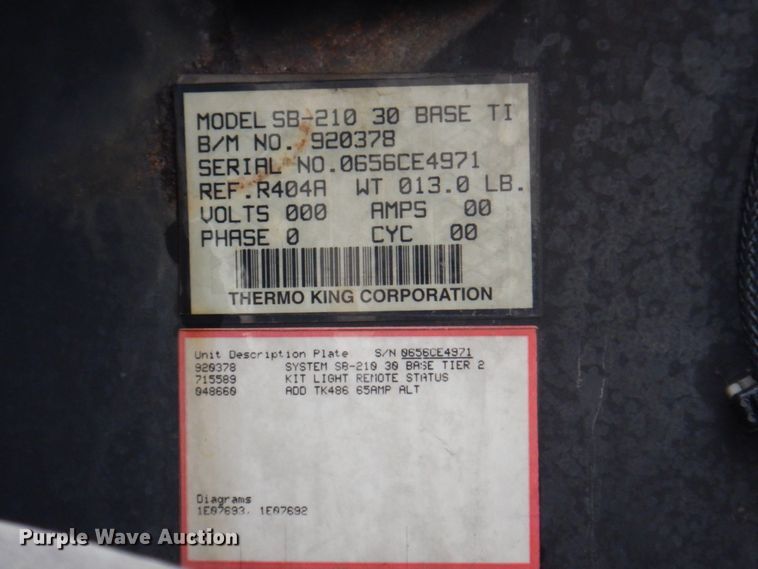 MODEL SB-210 30 BASE TI
B/M NO. 920378
SERIAL NO.0656CE4971
REF.R404A WT 013.0 LB.
VOLTS 000 AMPS 00
PHASE 0 CYC 00
THERMO KING CORPORATION
Unit Description Plate S/N 0656CE4971
920378 SYSTEM SB-210 30 BASE TIER 2
715589 KIT LIGHT REMOTE STATUS
048660 ADD TK486 65AMP ALT
Diagrams
1E07693, 1E07692
Purple Wave Auction